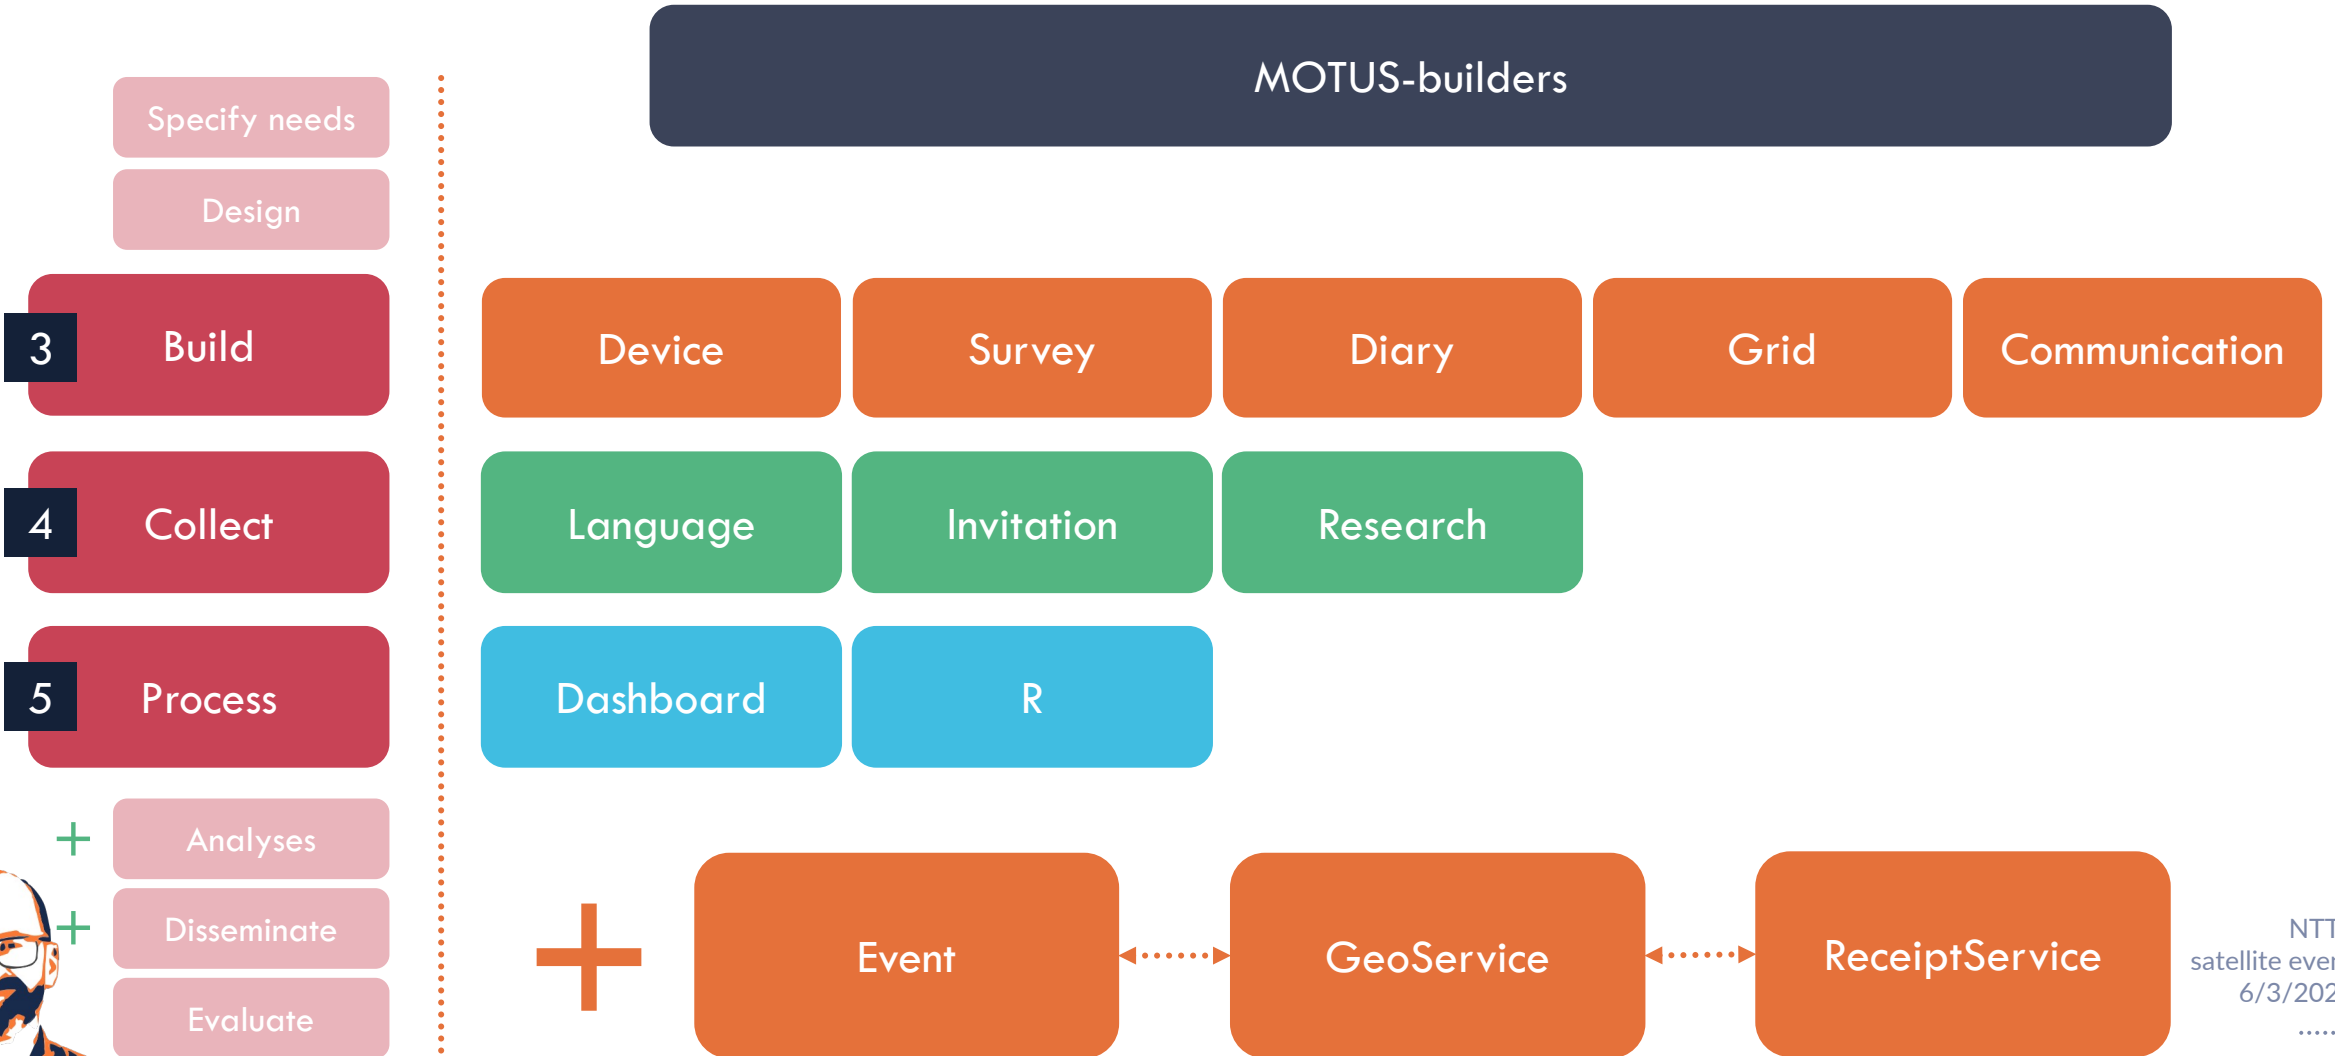 MOTUS-builders
Specify needs
Design
3
Build
Device
Survey
Diary
Grid
Communication
4
Collect
Language
Invitation
Research
5
Process
Dashboard
R
+
Analyses
+
Disseminate
Evaluate
+
Event
GeoService
ReceiptService
satellite